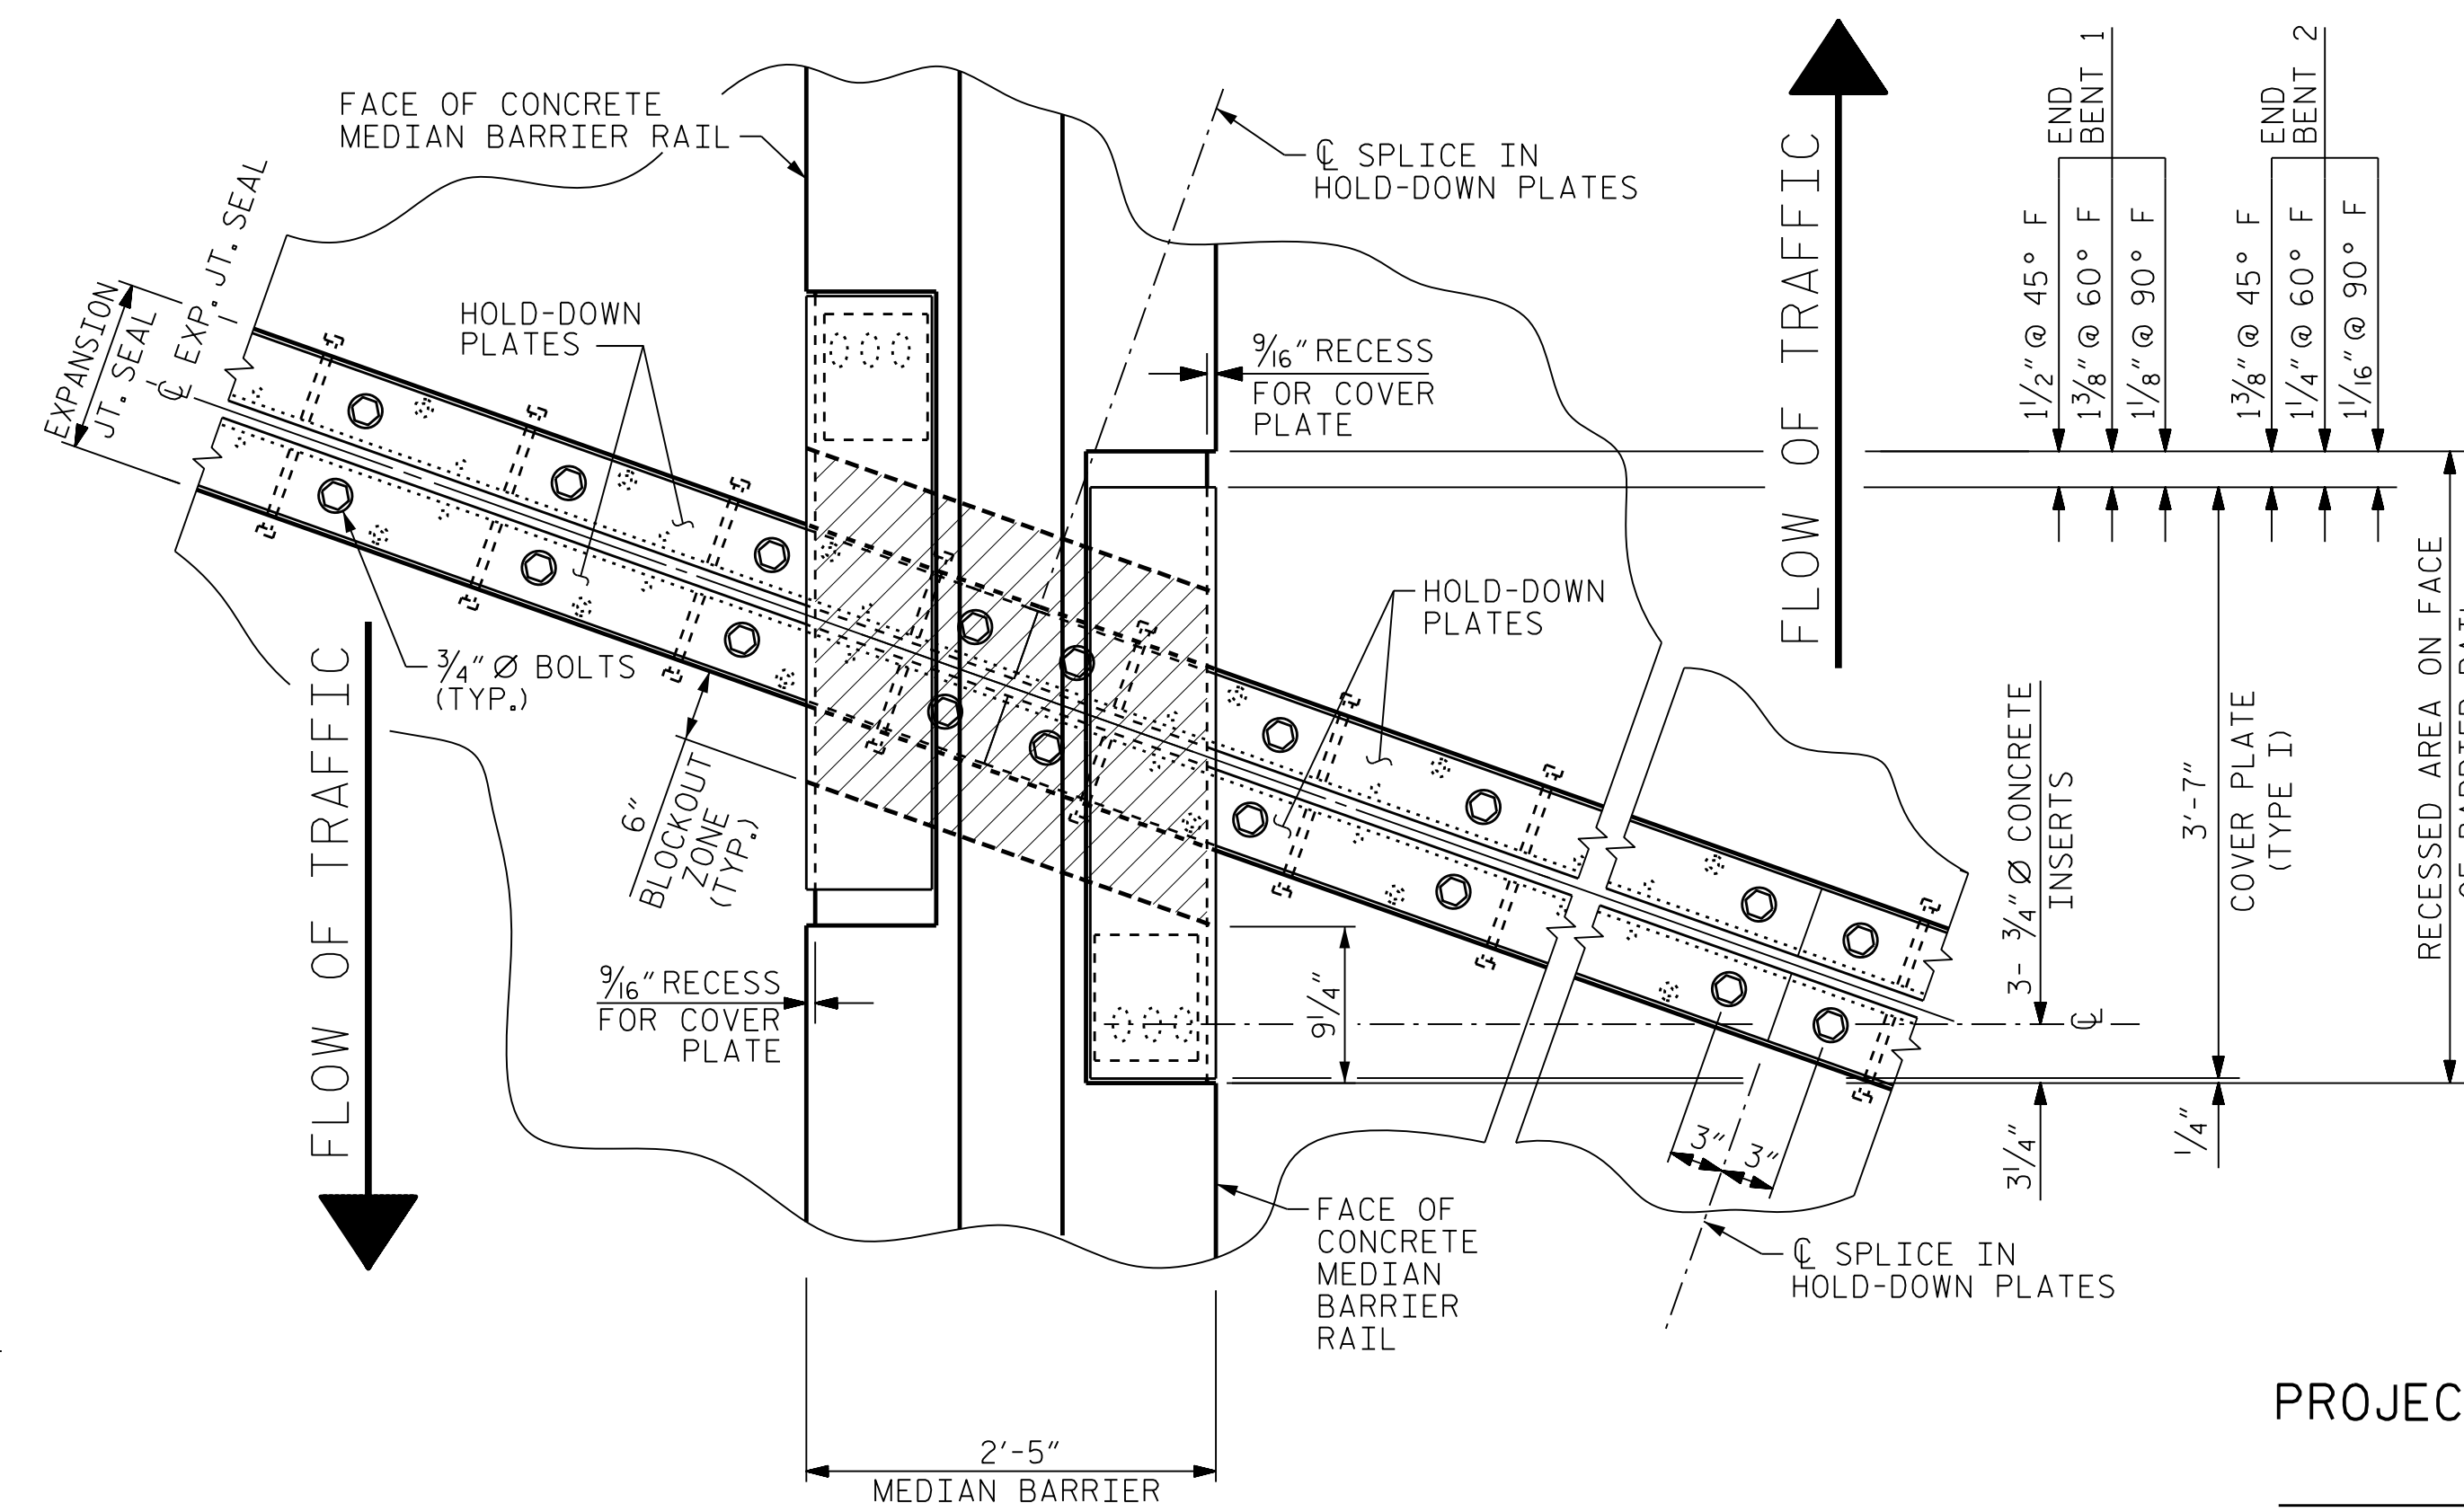 FACE OF CONCRETE
MEDIAN BARRIER RAIL
℄ SPLICE IN
HOLD-DOWN PLATES
FLOW OF TRAFFIC
END
BENT 1
END
BENT 2
1½" @ 45° F
1⅜" @ 60° F
1⅛" @ 90° F
1⅜" @ 45° F
1¼" @ 60° F
1 1/16" @ 90° F
EXPANSION
JT. SEAL
℄ EXP. JT. SEAL
HOLD-DOWN
PLATES
9/16" RECESS
FOR COVER
PLATE
HOLD-DOWN
PLATES
¾" Ø BOLTS
(TYP.)
FLOW OF TRAFFIC
6"
BLOCKOUT
ZONE
(TYP.)
9/16" RECESS
FOR COVER
PLATE
9¼"
3- ¾" Ø CONCRETE
INSERTS
℄
3'-7"
COVER PLATE
(TYPE I)
RECESSED AREA ON FACE
3¼"
¼"
3"
3"
FACE OF
CONCRETE
MEDIAN
BARRIER
RAIL
℄ SPLICE IN
HOLD-DOWN PLATES
2'-5"
MEDIAN BARRIER
PROJEC